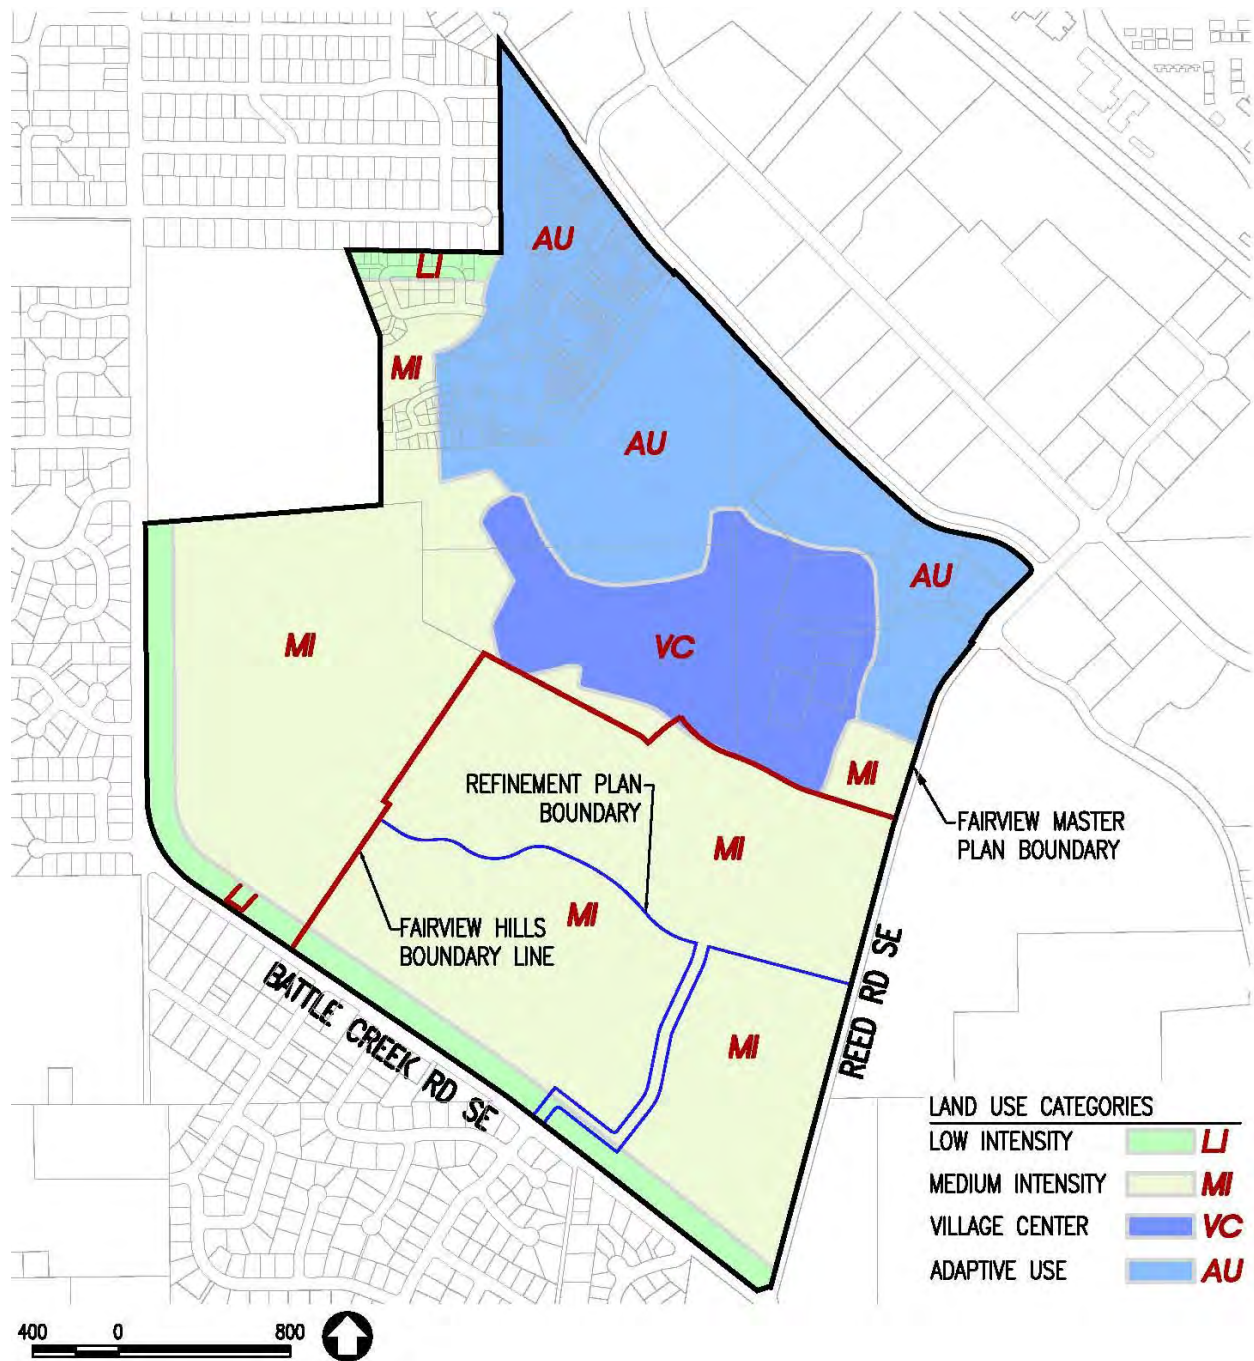 AU
LI
MI
AU
AU
MI
VC
MI
REFINEMENT PLAN
BOUNDARY
MI
FAIRVIEW MASTER
PLAN BOUNDARY
LI
MI
FAIRVIEW HILLS
BOUNDARY LINE
BATTLE CREEK RD SE
REED RD SE
MI
LAND USE CATEGORIES
LOW INTENSITY LI
MEDIUM INTENSITY MI
VILLAGE CENTER VC
ADAPTIVE USE AU
400 0 800